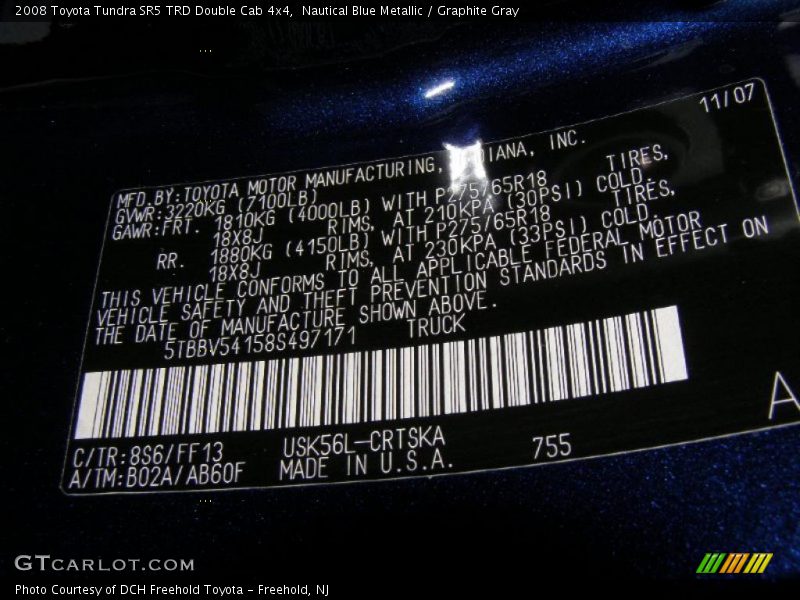 2008 Toyota Tundra SR5 TRD Double Cab 4x4,  Nautical Blue Metallic / Graphite Gray
11/07
MFD.BY:TOYOTA MOTOR MANUFACTURING, IANA, INC.
GVWR:3220KG (7100LB)
GAWR:FRT. 1810KG (4000LB) WITH P275/65R18 TIRES,
18X8J RIMS, AT 210KPA (30PSI) COLD.
RR. 1880KG (4150LB) WITH P275/65R18 TIRES,
18X8J RIMS, AT 230KPA (33PSI) COLD.
THIS VEHICLE CONFORMS TO ALL APPLICABLE FEDERAL MOTOR
VEHICLE SAFETY AND THEFT PREVENTION STANDARDS IN EFFECT ON
THE DATE OF MANUFACTURE SHOWN ABOVE.
5TBBV54158S497171 TRUCK
C/TR:8S6/FF13 USK56L-CRTSKA 755 A
A/TM:B02A/AB60F MADE IN U.S.A.
GTCARLOT.COM
Photo Courtesy of DCH Freehold Toyota - Freehold, NJ